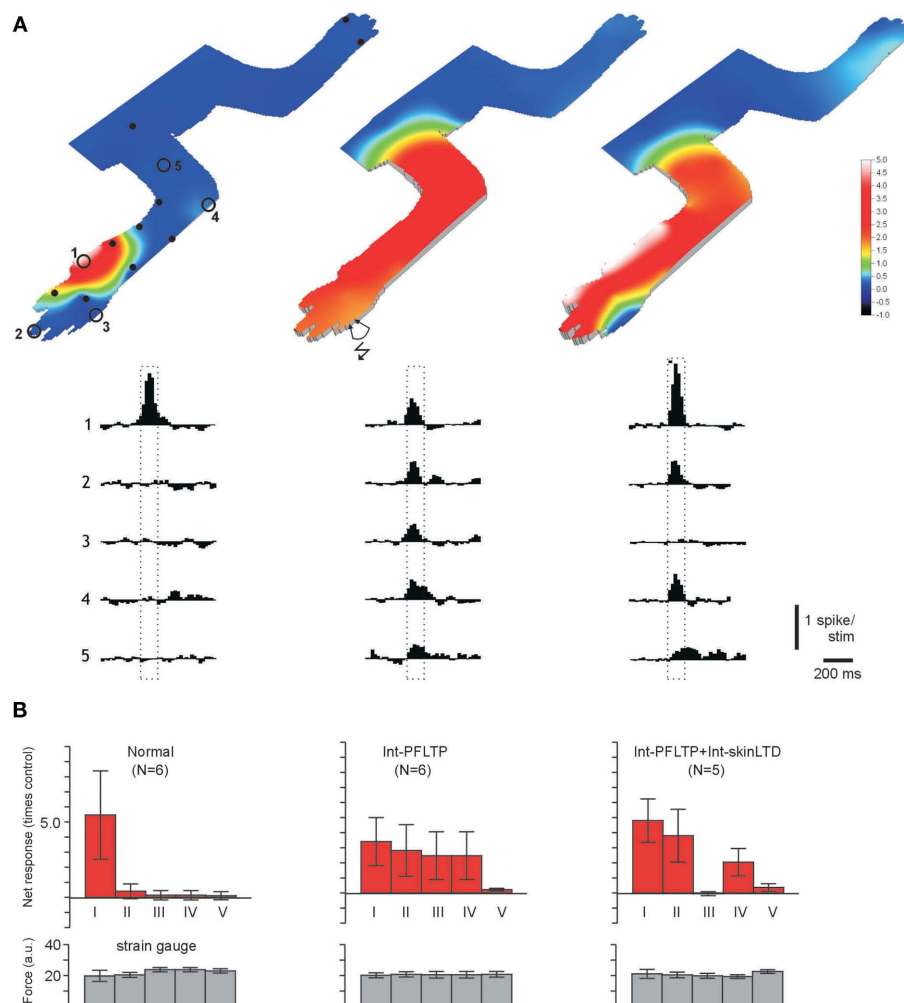 A
5
4
1
3
2
5.0
4.5
4.0
3.5
3.0
2.5
2.0
1.5
1.0
0.5
0.0
-0.5
-1.0
1
2
3
4
5
1 spike/
stim
200 ms
B
Normal
(N=6)
Int-PFLTP
(N=6)
Int-PFLTP+Int-skinLTD
(N=5)
Net response (times control)
5.0
I II III IV V
I II III IV V
I II III IV V
strain gauge
Force (a.u.)
40
20